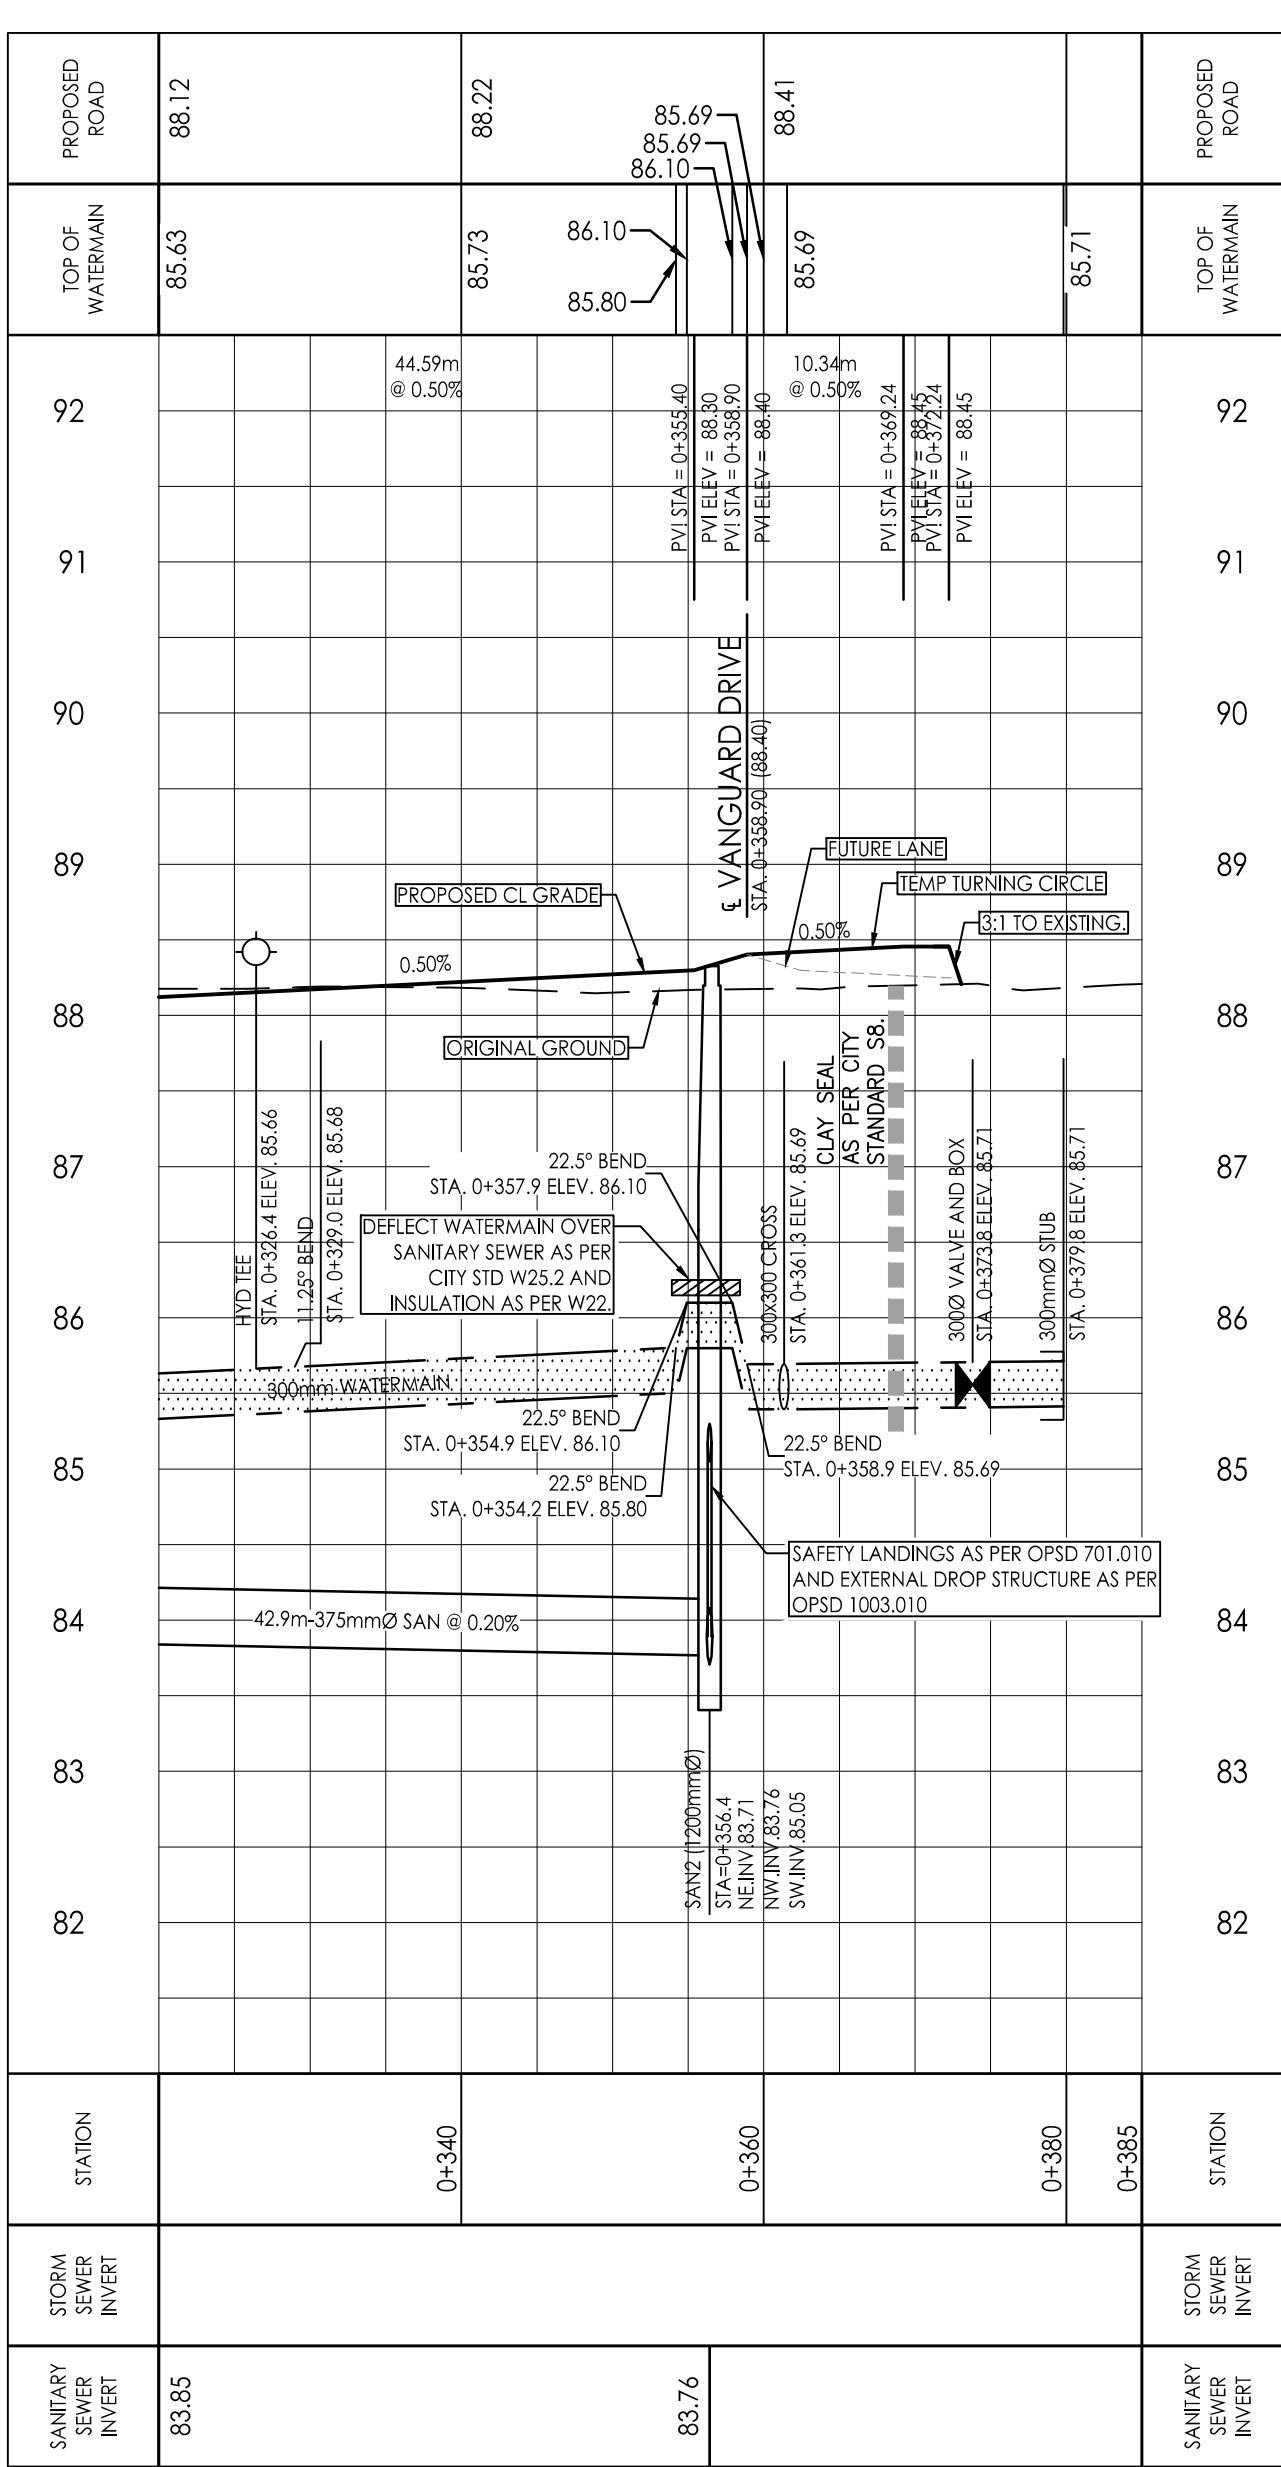 PROPOSED
ROAD
88.12
88.22
85.69
85.69
86.10
88.41
PROPOSED
ROAD
TOP OF
WATERMAIN
85.63
85.73
86.10
85.80
85.69
85.71
TOP OF
WATERMAIN
92
91
90
89
88
87
86
85
84
83
82
44.59m
@ 0.50%
10.34m
@ 0.50%
PVI STA = 0+355.40
PVI ELEV = 88.30
PVI STA = 0+358.90
PVI ELEV = 88.40
PVI STA = 0+369.24
PVI ELEV = 88.45
PVI STA = 0+372.24
PVI ELEV = 88.45
℄ VANGUARD DRIVE
STA. 0+358.90 (88.40)
FUTURE LANE
PROPOSED CL GRADE
TEMP TURNING CIRCLE
3:1 TO EXISTING.
0.50%
0.50%
ORIGINAL GROUND
HYD TEE
STA. 0+326.4 ELEV. 85.66
11.25° BEND
STA. 0+329.0 ELEV. 85.68
22.5° BEND
STA. 0+357.9 ELEV. 86.10
DEFLECT WATERMAIN OVER
SANITARY SEWER AS PER
CITY STD W25.2 AND
INSULATION AS PER W22.
300x300 CROSS
STA. 0+361.3 ELEV. 85.69
CLAY SEAL
AS PER CITY
STANDARD S8.
300Ø VALVE AND BOX
STA. 0+373.8 ELEV. 85.71
300mmØ STUB
STA. 0+379.8 ELEV. 85.71
300mm WATERMAIN
22.5° BEND
STA. 0+354.9 ELEV. 86.10
22.5° BEND
STA. 0+354.2 ELEV. 85.80
22.5° BEND
STA. 0+358.9 ELEV. 85.69
SAFETY LANDINGS AS PER OPSD 701.010
AND EXTERNAL DROP STRUCTURE AS PER
OPSD 1003.010
42.9m-375mmØ SAN @ 0.20%
SAN2 (1200mmØ)
STA=0+356.4
NE.INV.83.71
NW.INV.83.76
SW.INV.85.05
92
91
90
89
88
87
86
85
84
83
82
STATION
0+340
0+360
0+380
0+385
STATION
STORM
SEWER
INVERT
STORM
SEWER
INVERT
SANITARY
SEWER
INVERT
83.85
83.76
SANITARY
SEWER
INVERT